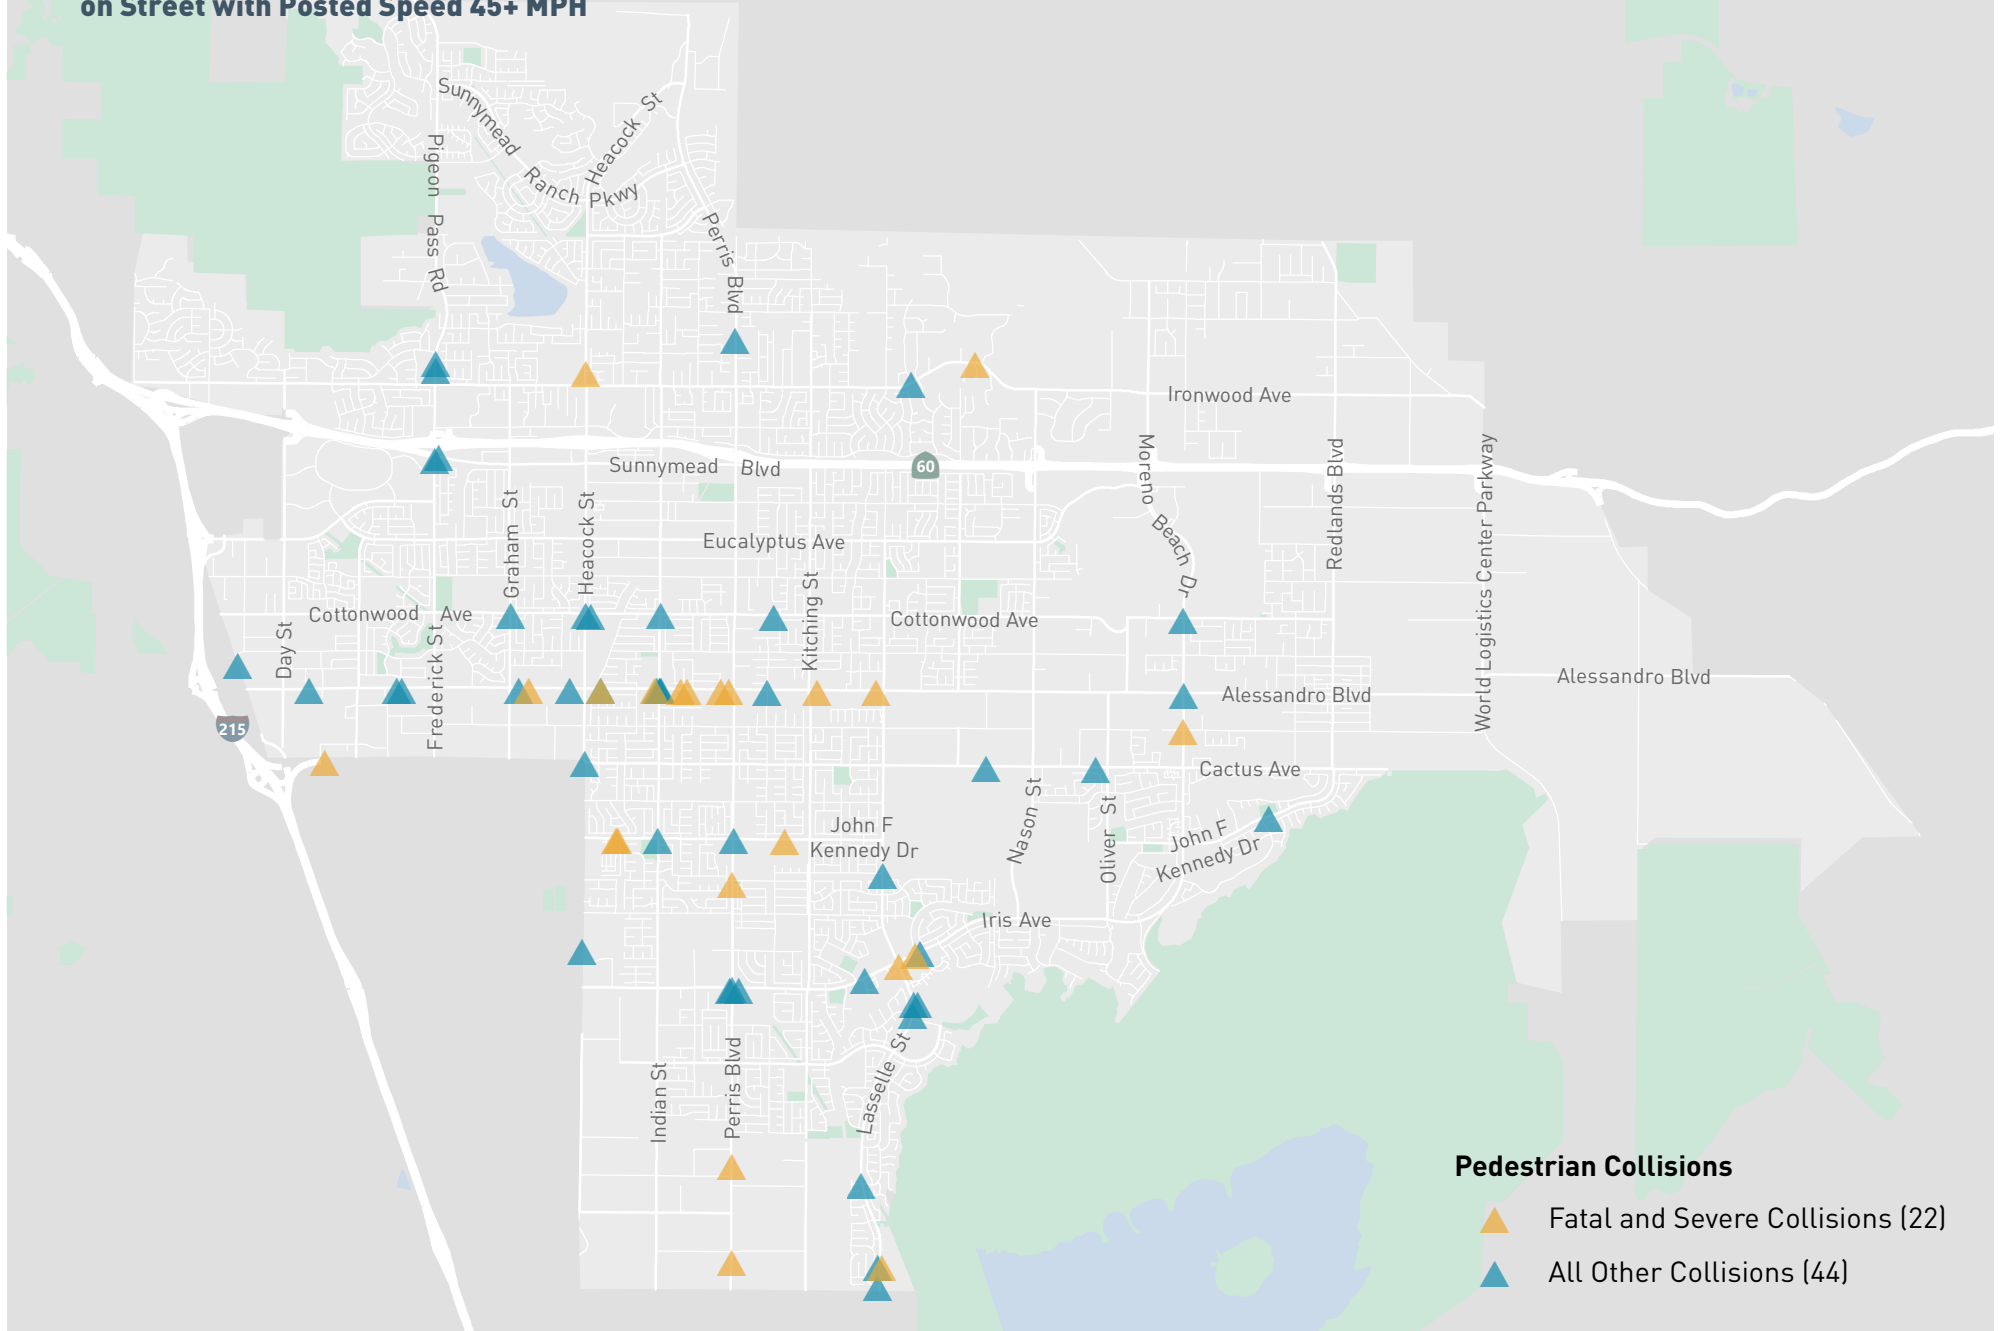 on Street with Posted Speed 45+ MPH
Sunnymead Ranch Pkwy
Heacock St
Pigeon Pass Rd
Perris Blvd
Ironwood Ave
Sunnymead Blvd
60
Moreno Beach Dr
Redlands Blvd
World Logistics Center Parkway
Graham St
Heacock St
Eucalyptus Ave
Kitching St
Cottonwood Ave
Cottonwood Ave
Day St
Frederick St
Alessandro Blvd
Alessandro Blvd
215
Cactus Ave
Nason St
Oliver St
John F
Kennedy Dr
John F
Kennedy Dr
Iris Ave
Indian St
Perris Blvd
Lasselle St
Pedestrian Collisions
Fatal and Severe Collisions (22)
All Other Collisions (44)